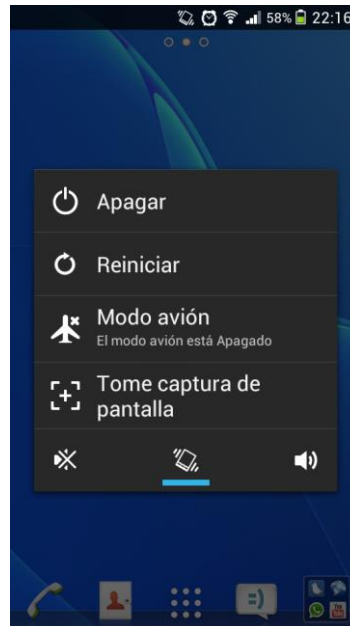 58% 22:16
Apagar
Reiniciar
Modo avión
El modo avión está Apagado
Tome captura de
pantalla